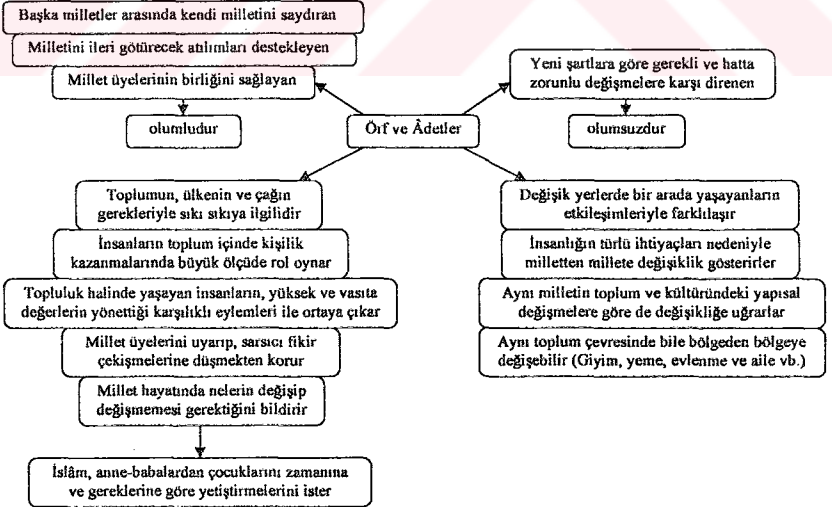 Başka milletler arasında kendi milletini saydıran
Milletini ileri götürecek atılımları destekleyen
Millet üyelerinin birliğini sağlayan
olumludur
Örf ve Âdetler
Yeni şartlara göre gerekli ve hatta
zorunlu değişmelere karşı direnen
olumsuzdur
Toplumun, ülkenin ve çağın
gerekleriyle sıkı sıkıya ilgilidir
İnsanların toplum içinde kişilik
kazanmalarında büyük ölçüde rol oynar
Topluluk halinde yaşayan insanların, yüksek ve vasıta
değerlerin yönettiği karşılıklı eylemleri ile ortaya çıkar
Millet üyelerini uyarıp, sarsıcı fikir
çekişmelerine düşmekten korur
Millet hayatında nelerin değişip
değişmemesi gerektiğini bildirir
İslâm, anne-babalardan çocuklarını zamanına
ve gereklerine göre yetiştirmelerini ister
Değişik yerlerde bir arada yaşayanların
etkileşimleriyle farklılaşır
İnsanlığın türlü ihtiyaçları nedeniyle
milletten millete değişiklik gösterirler
Aynı milletin toplum ve kültüründeki yapısal
değişmelere göre de değişikliğe uğrarlar
Aynı toplum çevresinde bile bölgeden bölgeye
değişebilir (Giyim, yeme, evlenme ve aile vb.)